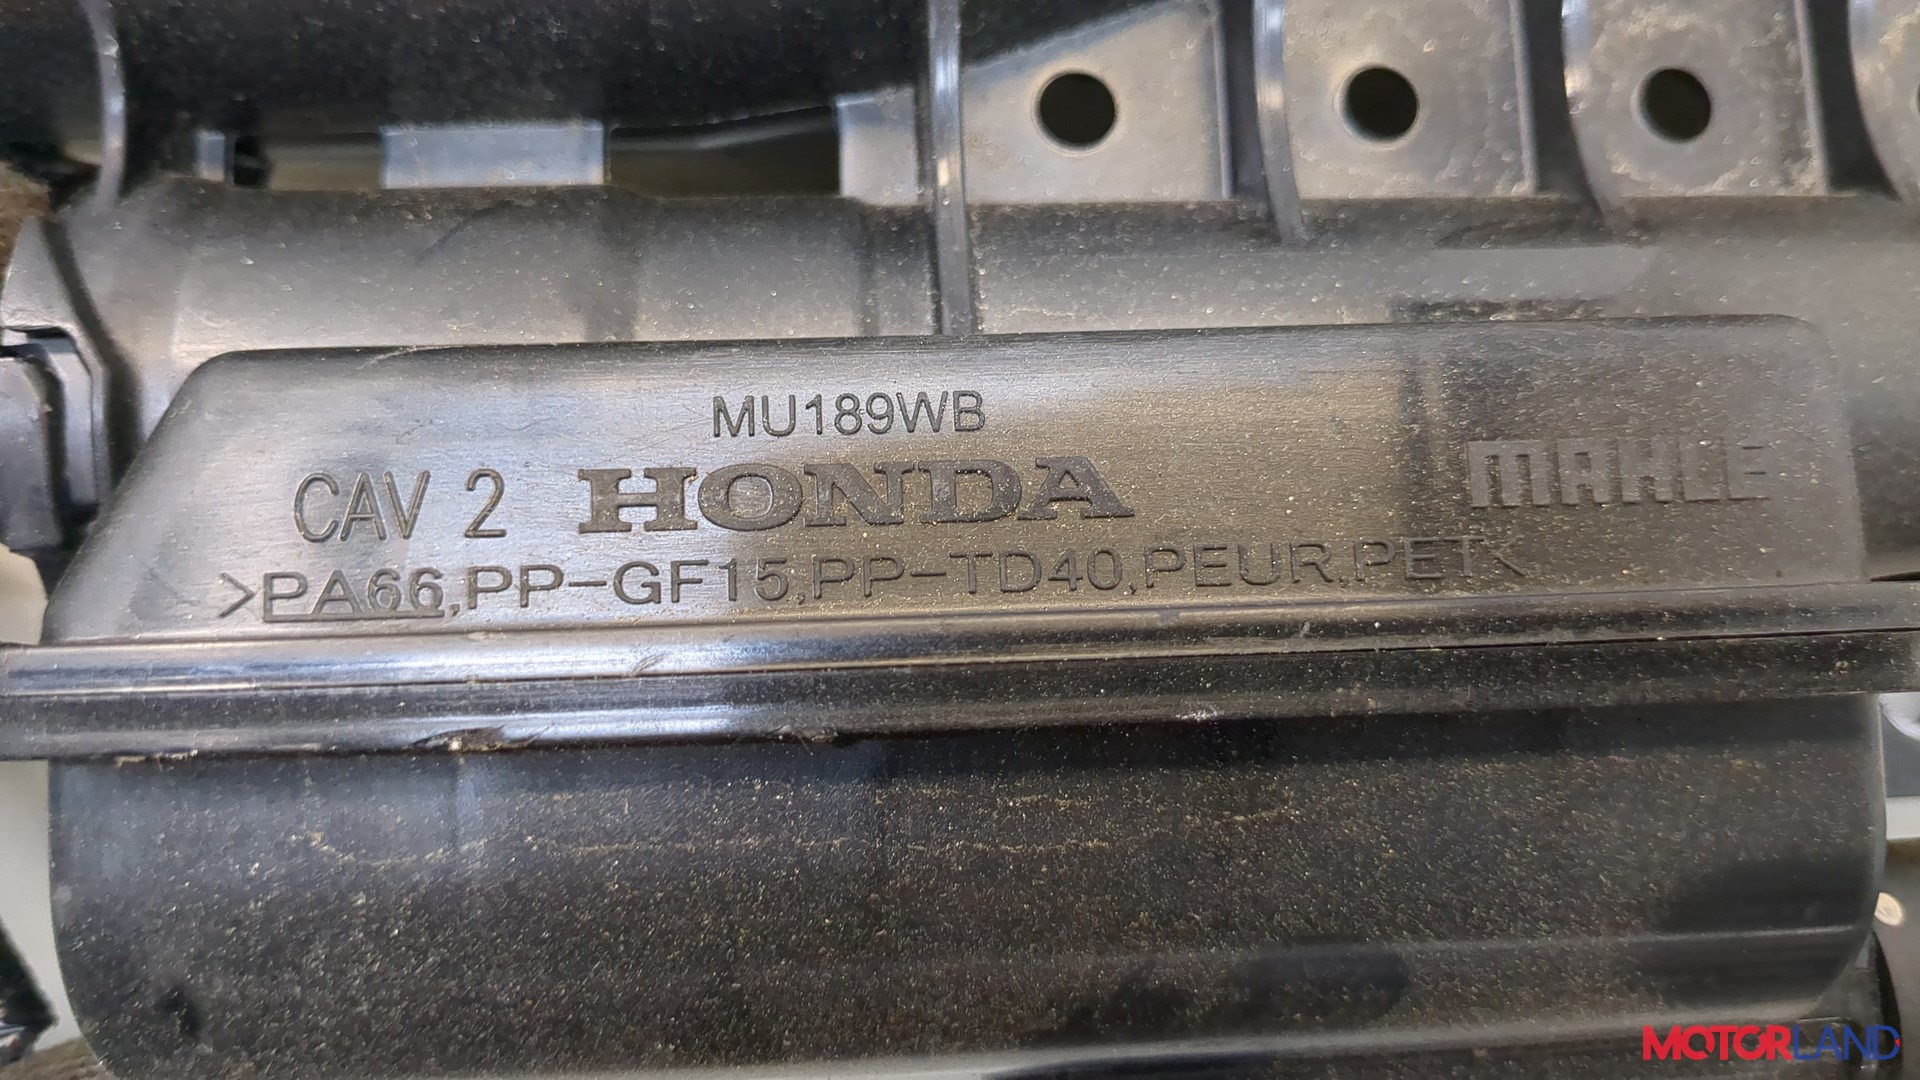 MU189WB
CAV 2 HONDA MAHLE
>PA66,PP-GF15,PP-TD40,PEUR,PET<
MOTORLAND